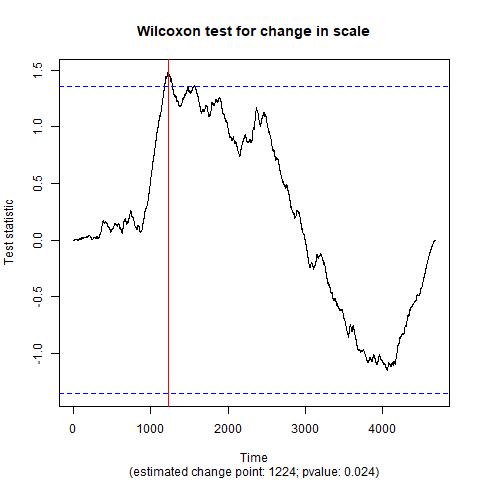 Wilcoxon test for change in scale
Test statistic
1.5
1.0
0.5
0.0
-0.5
-1.0
0 1000 2000 3000 4000
Time
(estimated change point: 1224; pvalue: 0.024)